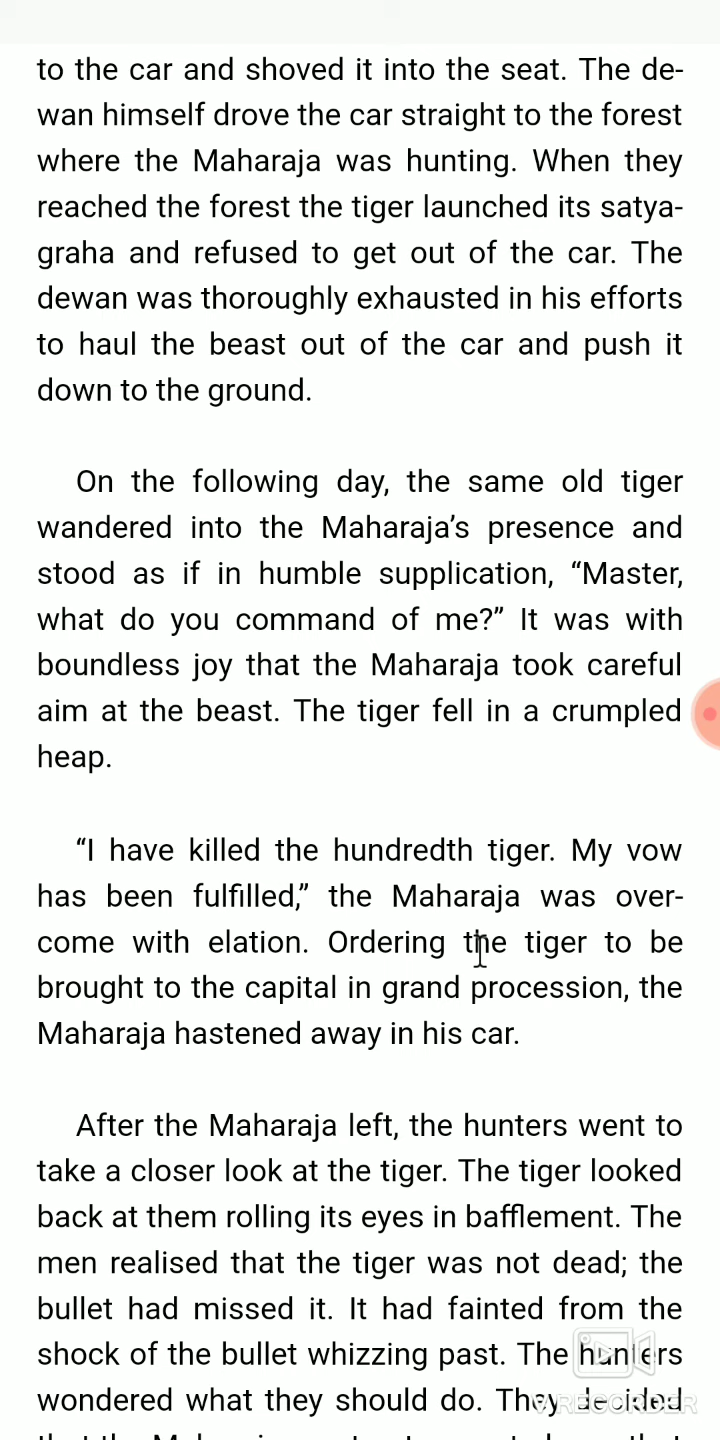 to the car and shoved it into the seat. The de-
wan himself drove the car straight to the forest
where the Maharaja was hunting. When they
reached the forest the tiger launched its satya-
graha and refused to get out of the car. The
dewan was thoroughly exhausted in his efforts
to haul the beast out of the car and push it
down to the ground.
On the following day, the same old tiger
wandered into the Maharaja’s presence and
stood as if in humble supplication, “Master,
what do you command of me?” It was with
boundless joy that the Maharaja took careful
aim at the beast. The tiger fell in a crumpled
heap.
“I have killed the hundredth tiger. My vow
has been fulfilled,” the Maharaja was over-
come with elation. Ordering the tiger to be
brought to the capital in grand procession, the
Maharaja hastened away in his car.
After the Maharaja left, the hunters went to
take a closer look at the tiger. The tiger looked
back at them rolling its eyes in bafflement. The
men realised that the tiger was not dead; the
bullet had missed it. It had fainted from the
shock of the bullet whizzing past. The hunters
wondered what they should do. They decided
RECORDER